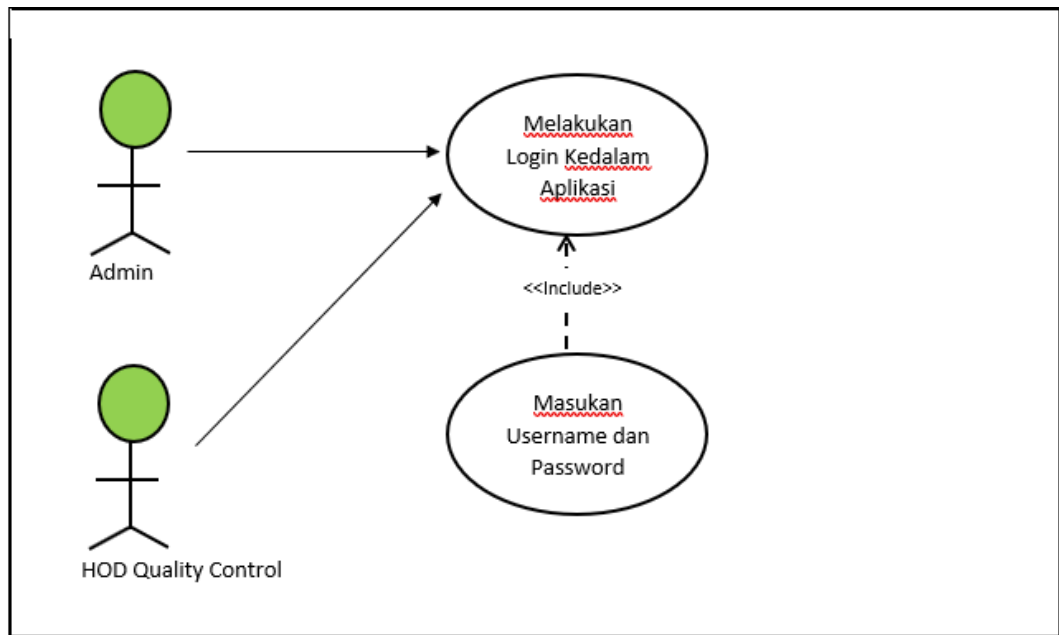 Melakukan
Login Kedalam
Aplikasi
Admin
<<Include>>
Masukan
Username dan
Password
HOD Quality Control